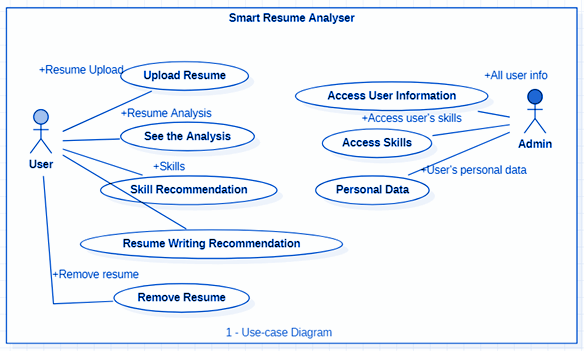 Smart Resume Analyser
+Resume Upload
Upload Resume
+Resume Analysis
See the Analysis
User
+Skills
Skill Recommendation
Resume Writing Recommendation
+Remove resume
Remove Resume
+All user info
Access User Information
+Access user's skills
Access Skills
Admin
+User's personal data
Personal Data
1 - Use-case Diagram